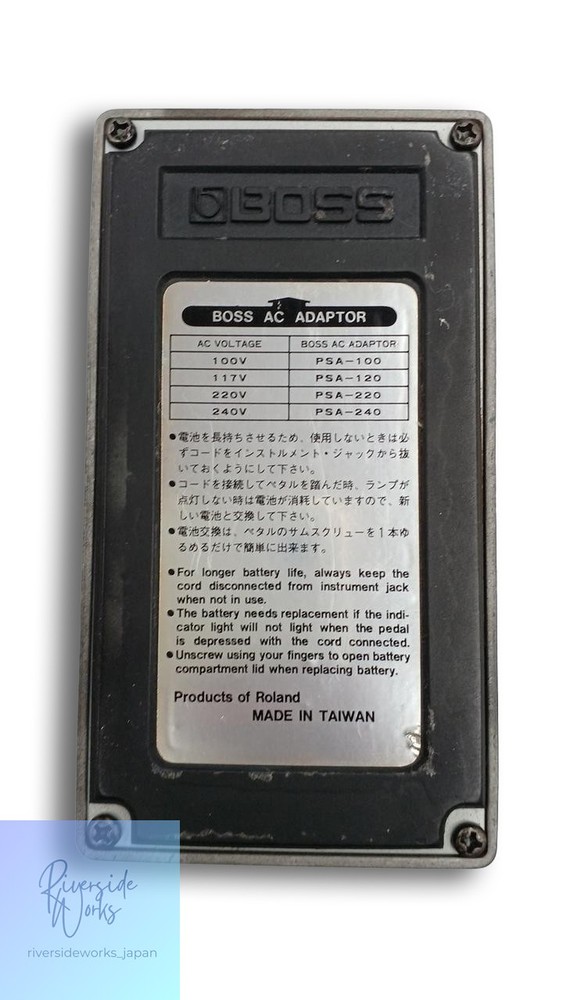 BOSS
BOSS AC ADAPTOR
AC VOLTAGE BOSS AC ADAPTOR
100V PSA-100
117V PSA-120
220V PSA-220
240V PSA-240
●電池を長持ちさせるため、使用しないときは必
ずコードをインストルメント・ジャックから抜
いておくようにして下さい。
●コードを接続してペタルを踏んだ時、ランプが
点灯しない時は電池が消耗していますので、新
しい電池と交換して下さい。
●電池交換は、ペタルのサムスクリューを1本ゆ
るめるだけで簡単に出来ます。
●For longer battery life, always keep the
cord disconnected from instrument jack
when not in use.
●The battery needs replacement if the indi-
cator light will not light when the pedal
is depressed with the cord connected.
●Unscrew using your fingers to open battery
compartment lid when replacing battery.
Products of Roland
MADE IN TAIWAN
Riverside
Works
riversideworks_japan